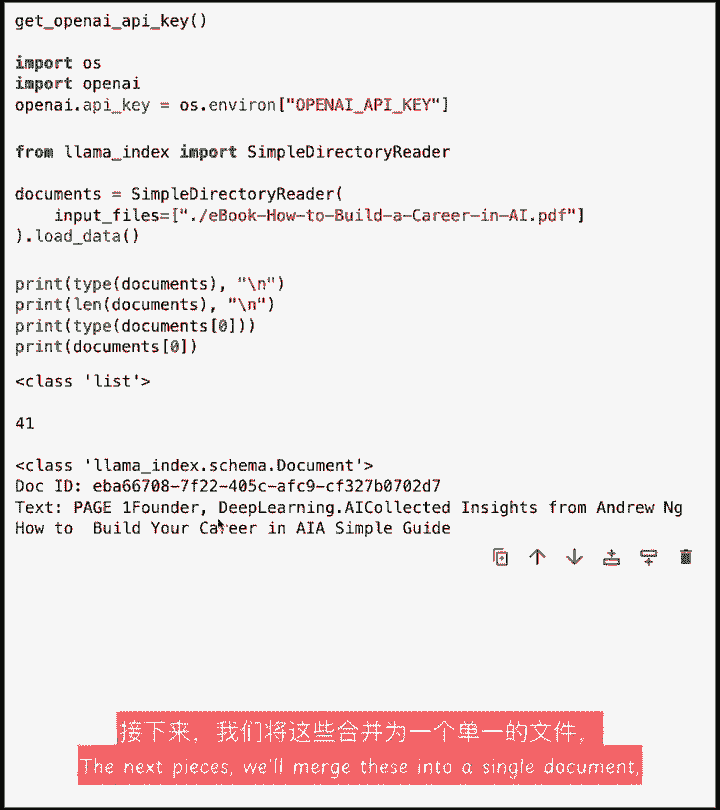 get_openai_api_key()
import os
import openai
openai.api_key = os.environ["OPENAI_API_KEY"]
from llama_index import SimpleDirectoryReader
documents = SimpleDirectoryReader(
    input_files=["./eBook-How-to-Build-a-Career-in-AI.pdf"]
).load_data()
print(type(documents), "\n")
print(len(documents), "\n")
print(type(documents[0]))
print(documents[0])
<class 'list'>
41
<class 'llama_index.schema.Document'>
Doc ID: eba66708-7f22-405c-afc9-cf327b0702d7
Text: PAGE 1Founder, DeepLearning.AICollected Insights from Andrew Ng
How to  Build Your Career in AIA Simple Guide
接下来，我们将这些合并为一个单一的文件，
The next pieces, we'll merge these into a single document,